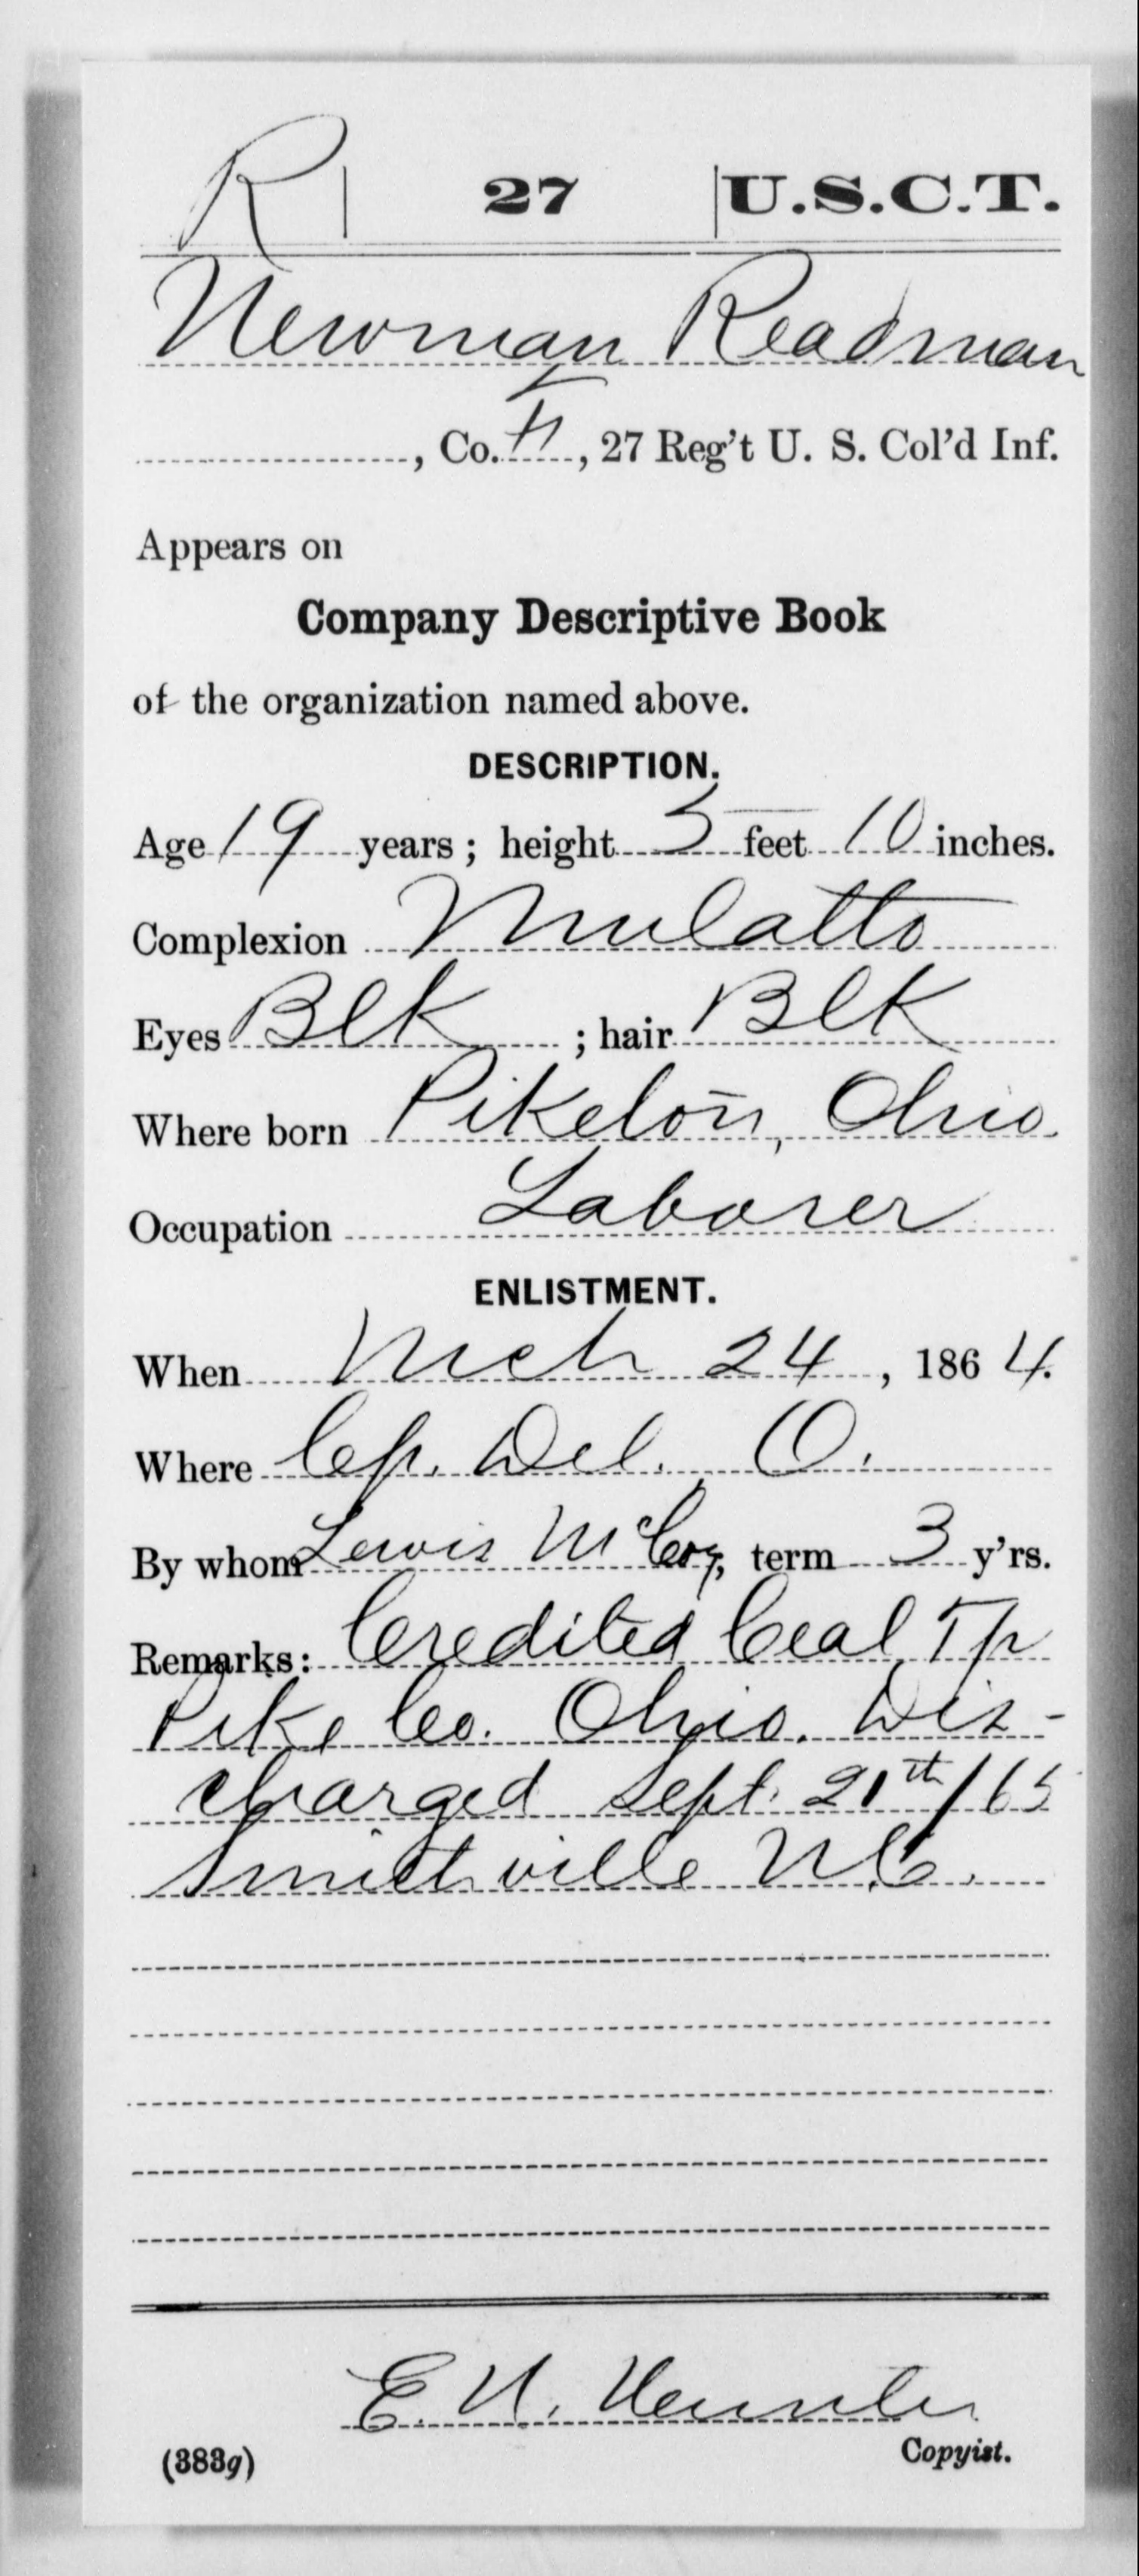 R | 27 | U.S.C.T.
Newman Readman
, Co. H, 27 Reg't U. S. Col'd Inf.
Appears on
Company Descriptive Book
of the organization named above.
DESCRIPTION.
Age 19 years; height 5 feet 10 inches.
Complexion Mulatto
Eyes Blk ; hair Blk
Where born Piketon, Ohio.
Occupation Laborer
ENLISTMENT.
When Mch 24, 1864.
Where Cp. Del. O.
By whom Lewis McCoy, term 3 y'rs.
Remarks: Credited Beal Tp
Pike Co. Ohio. Dis-
charged Sept. 21th/65
Smithville N.C.
E. N.
(383g) Copyist.